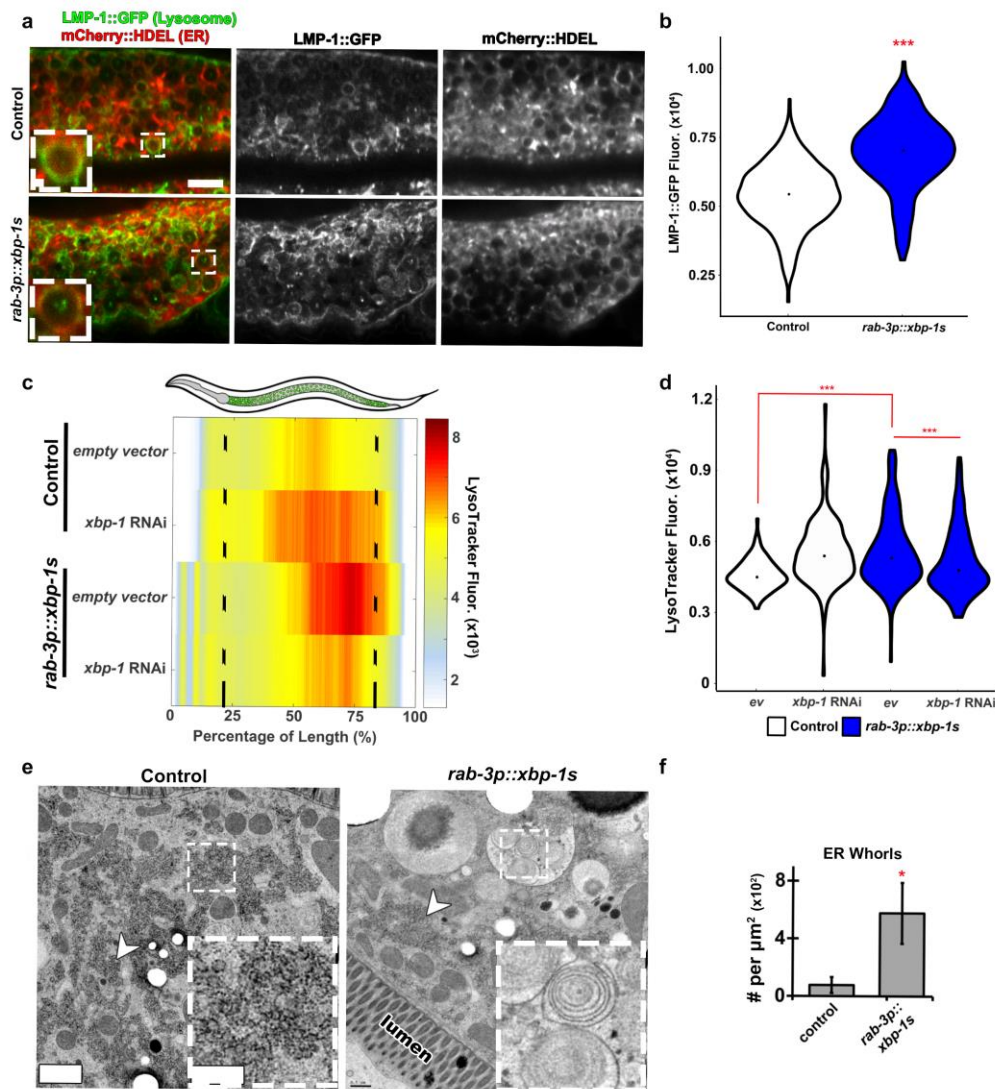 a
LMP-1::GFP (Lysosome)
mCherry::HDEL (ER)
LMP-1::GFP
mCherry::HDEL
Control
rab-3p::xbp-1s
b
***
LMP-1::GFP Fluor. (x10⁴)
1.00
0.75
0.50
0.25
Control
rab-3p::xbp-1s
c
Control
empty vector
xbp-1 RNAi
rab-3p::xbp-1s
empty vector
xbp-1 RNAi
0
25
50
75
100
Percentage of Length (%)
8
6
4
2
LysoTracker Fluor. (x10³)
d
***
***
LysoTracker Fluor. (x10⁴)
1.2
0.9
0.6
0.3
0
ev
xbp-1 RNAi
ev
xbp-1 RNAi
Control
rab-3p::xbp-1s
e
Control
rab-3p::xbp-1s
lumen
f
ER Whorls
*
# per μm² (x10²)
8
4
0
control
rab-3p::
xbp-1s